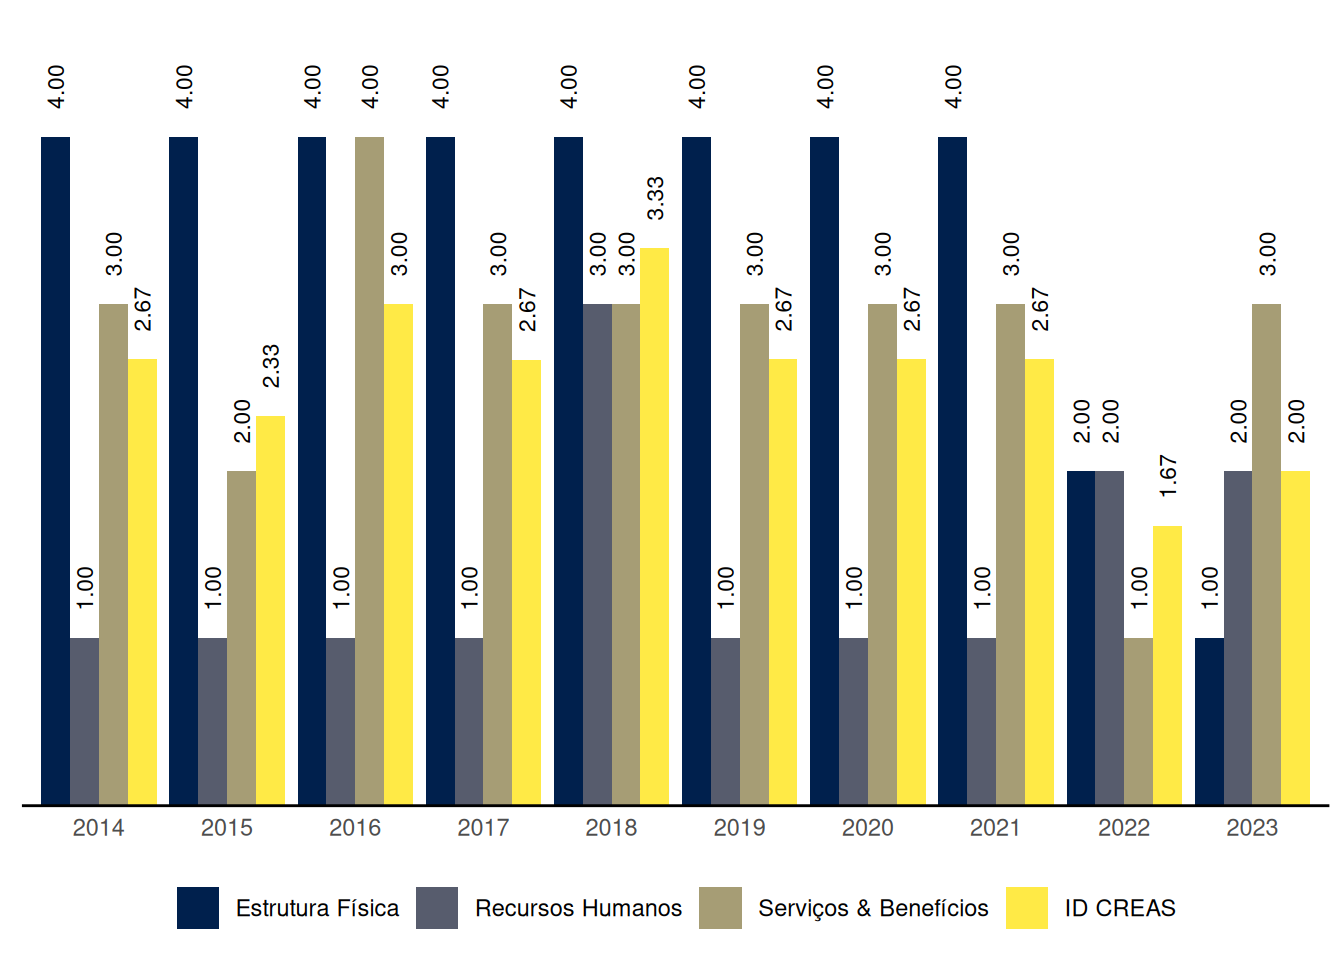 4.00 4.00 4.00 4.00 4.00 4.00 4.00 4.00 4.00
3.33
3.00 3.00 3.00 3.00 3.00 3.00 3.00 3.00 3.00
2.67 2.67 2.67 2.67 2.67
2.33
2.00 2.00 2.00 2.00 2.00
1.67
1.00 1.00 1.00 1.00 1.00 1.00 1.00 1.00 1.00
2014 2015 2016 2017 2018 2019 2020 2021 2022 2023
Estrutura Física Recursos Humanos Serviços & Benefícios ID CREAS